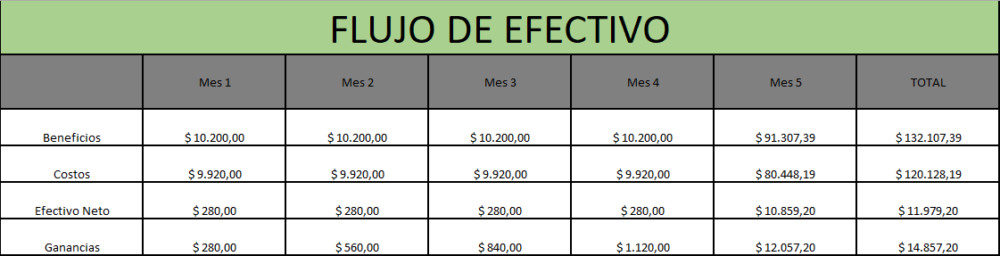 FLUJO DE EFECTIVO
Mes 1 Mes 2 Mes 3 Mes 4 Mes 5 TOTAL
Beneficios $ 10.200,00 $ 10.200,00 $ 10.200,00 $ 10.200,00 $ 91.307,39 $ 132.107,39
Costos $ 9.920,00 $ 9.920,00 $ 9.920,00 $ 9.920,00 $ 80.448,19 $ 120.128,19
Efectivo Neto $ 280,00 $ 280,00 $ 280,00 $ 280,00 $ 10.859,20 $ 11.979,20
Ganancias $ 280,00 $ 560,00 $ 840,00 $ 1.120,00 $ 12.057,20 $ 14.857,20